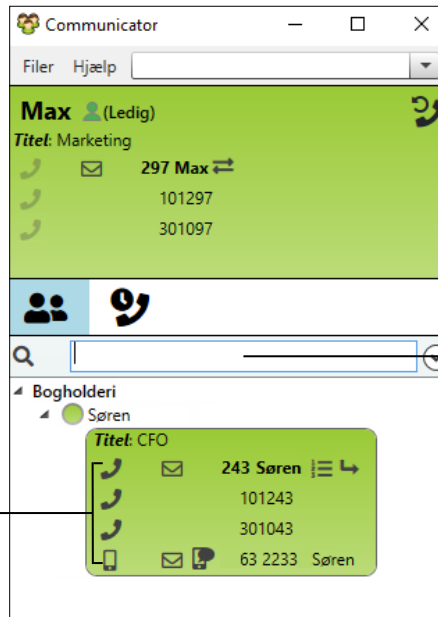 Communicator
Filer Hjælp
Max (Ledig)
Titel: Marketing
297 Max
101297
301097
Bogholderi
Søren
Titel: CFO
243 Søren
101243
301043
63 2233 Søren